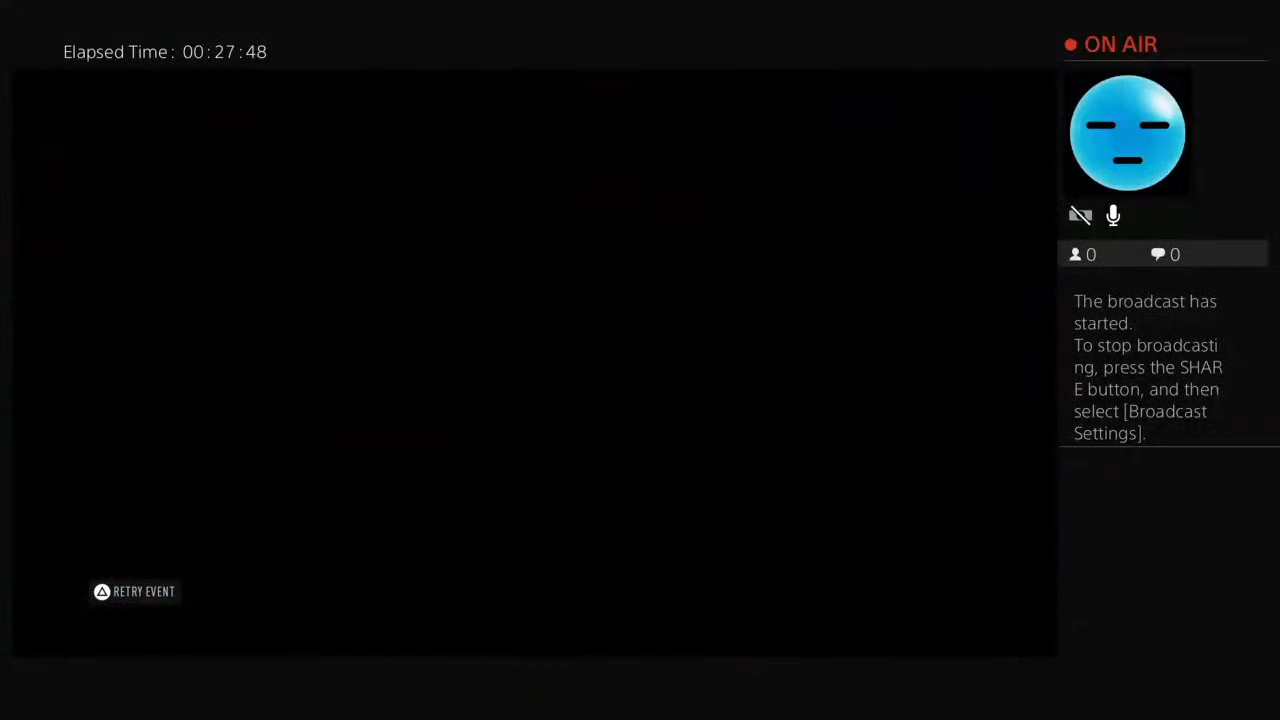 Elapsed Time: 00:27:48
ON AIR
0 0
The broadcast has
started.
To stop broadcasti
ng, press the SHAR
E button, and then
select [Broadcast
Settings].
RETRY EVENT